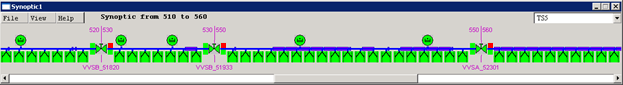 Synoptic1
File View Help Synoptic from 510 to 560
TS5
520 530 530 550 550 560
VVSB_51820 VVSB_51933 VVSA_52301